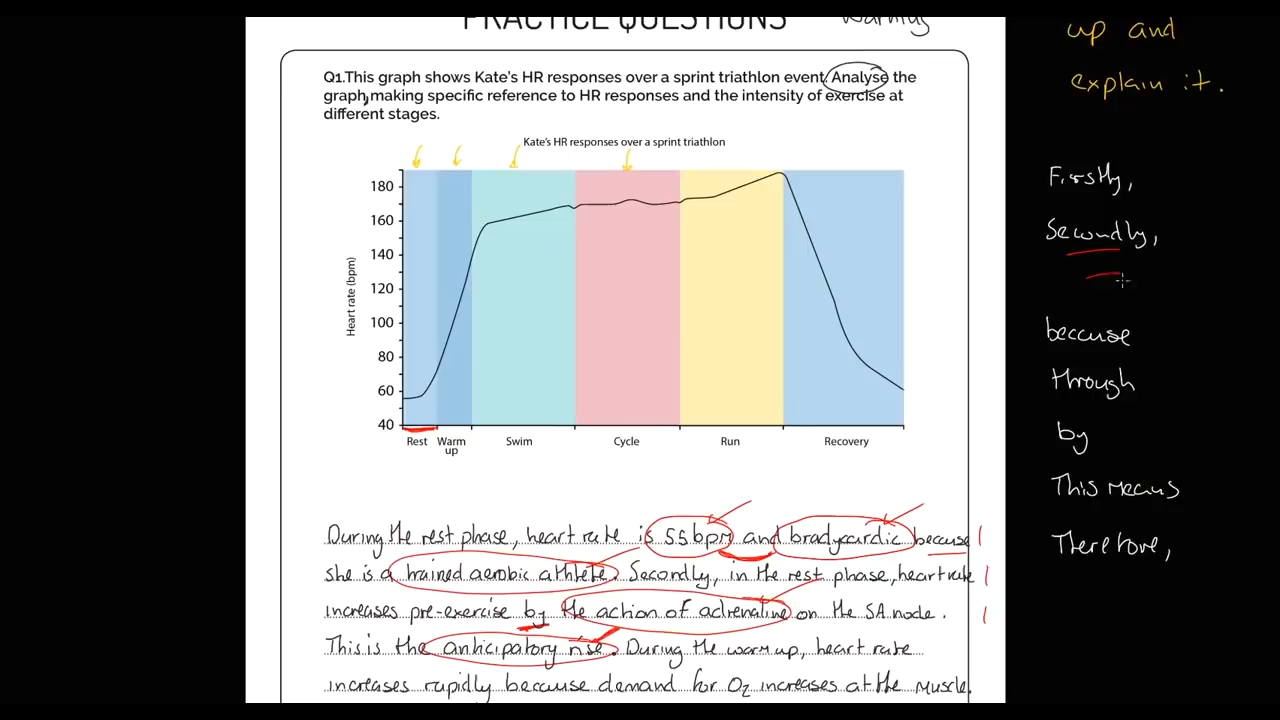 PRACTICE QUESTIONS
warming
up and
explain it.
Q1.This graph shows Kate's HR responses over a sprint triathlon event. Analyse the
graph, making specific reference to HR responses and the intensity of exercise at
different stages.
Kate's HR responses over a sprint triathlon
Heart rate (bpm)
180
160
140
120
100
80
60
40
Rest
Warm
up
Swim
Cycle
Run
Recovery
Firstly,
Secondly,
because
through
by
This means
Therefore,
During the rest phase, heart rate is 55bpm and bradycardic because 1
she is a trained aerobic athlete. Secondly, in the rest phase, heart rate 1
increases pre-exercise by the action of adrenaline on the SA node. 1
This is the anticipatory rise. During the warm up, heart rate
increases rapidly because demand for O2 increases at the muscle.